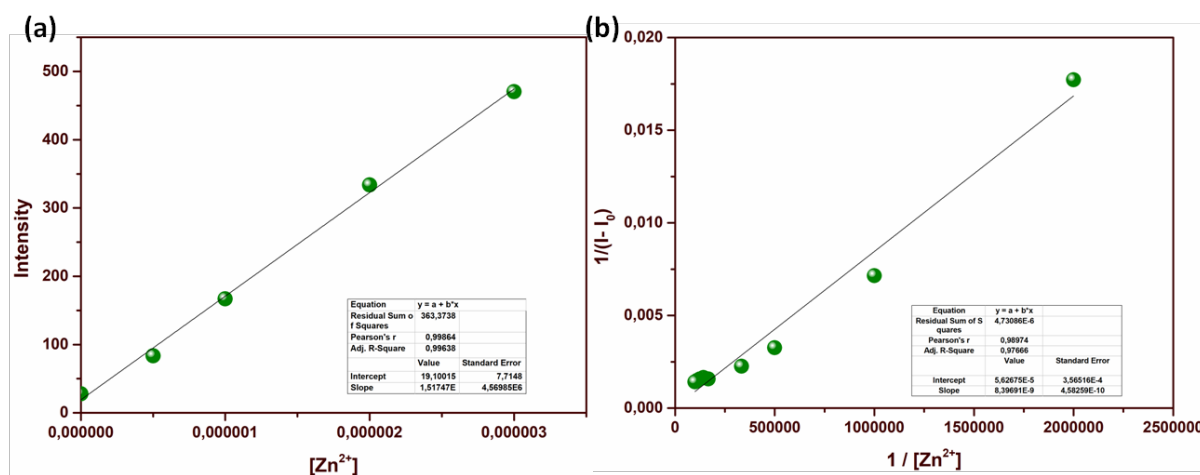 (a)
Intensity
500
400
300
200
100
0
0,000000
0,000001
0,000002
0,000003
[Zn²⁺]
Equation y = a + b*x
Residual Sum o
f Squares 363,3738
Pearson's r 0,99864
Adj. R-Square 0,99638
Value Standard Error
Intercept 19,10015 7,7148
Slope 1,51747E 4,56985E6
(b)
1/(I- I₀)
0,020
0,015
0,010
0,005
0,000
0
500000
1000000
1500000
2000000
2500000
1 / [Zn²⁺]
Equation y = a + b*x
Residual Sum of S
quares 4,73086E-6
Pearson's r 0,98974
Adj. R-Square 0,97666
Value Standard Error
Intercept 5,62675E-5 3,56516E-4
Slope 8,39691E-9 4,58259E-10